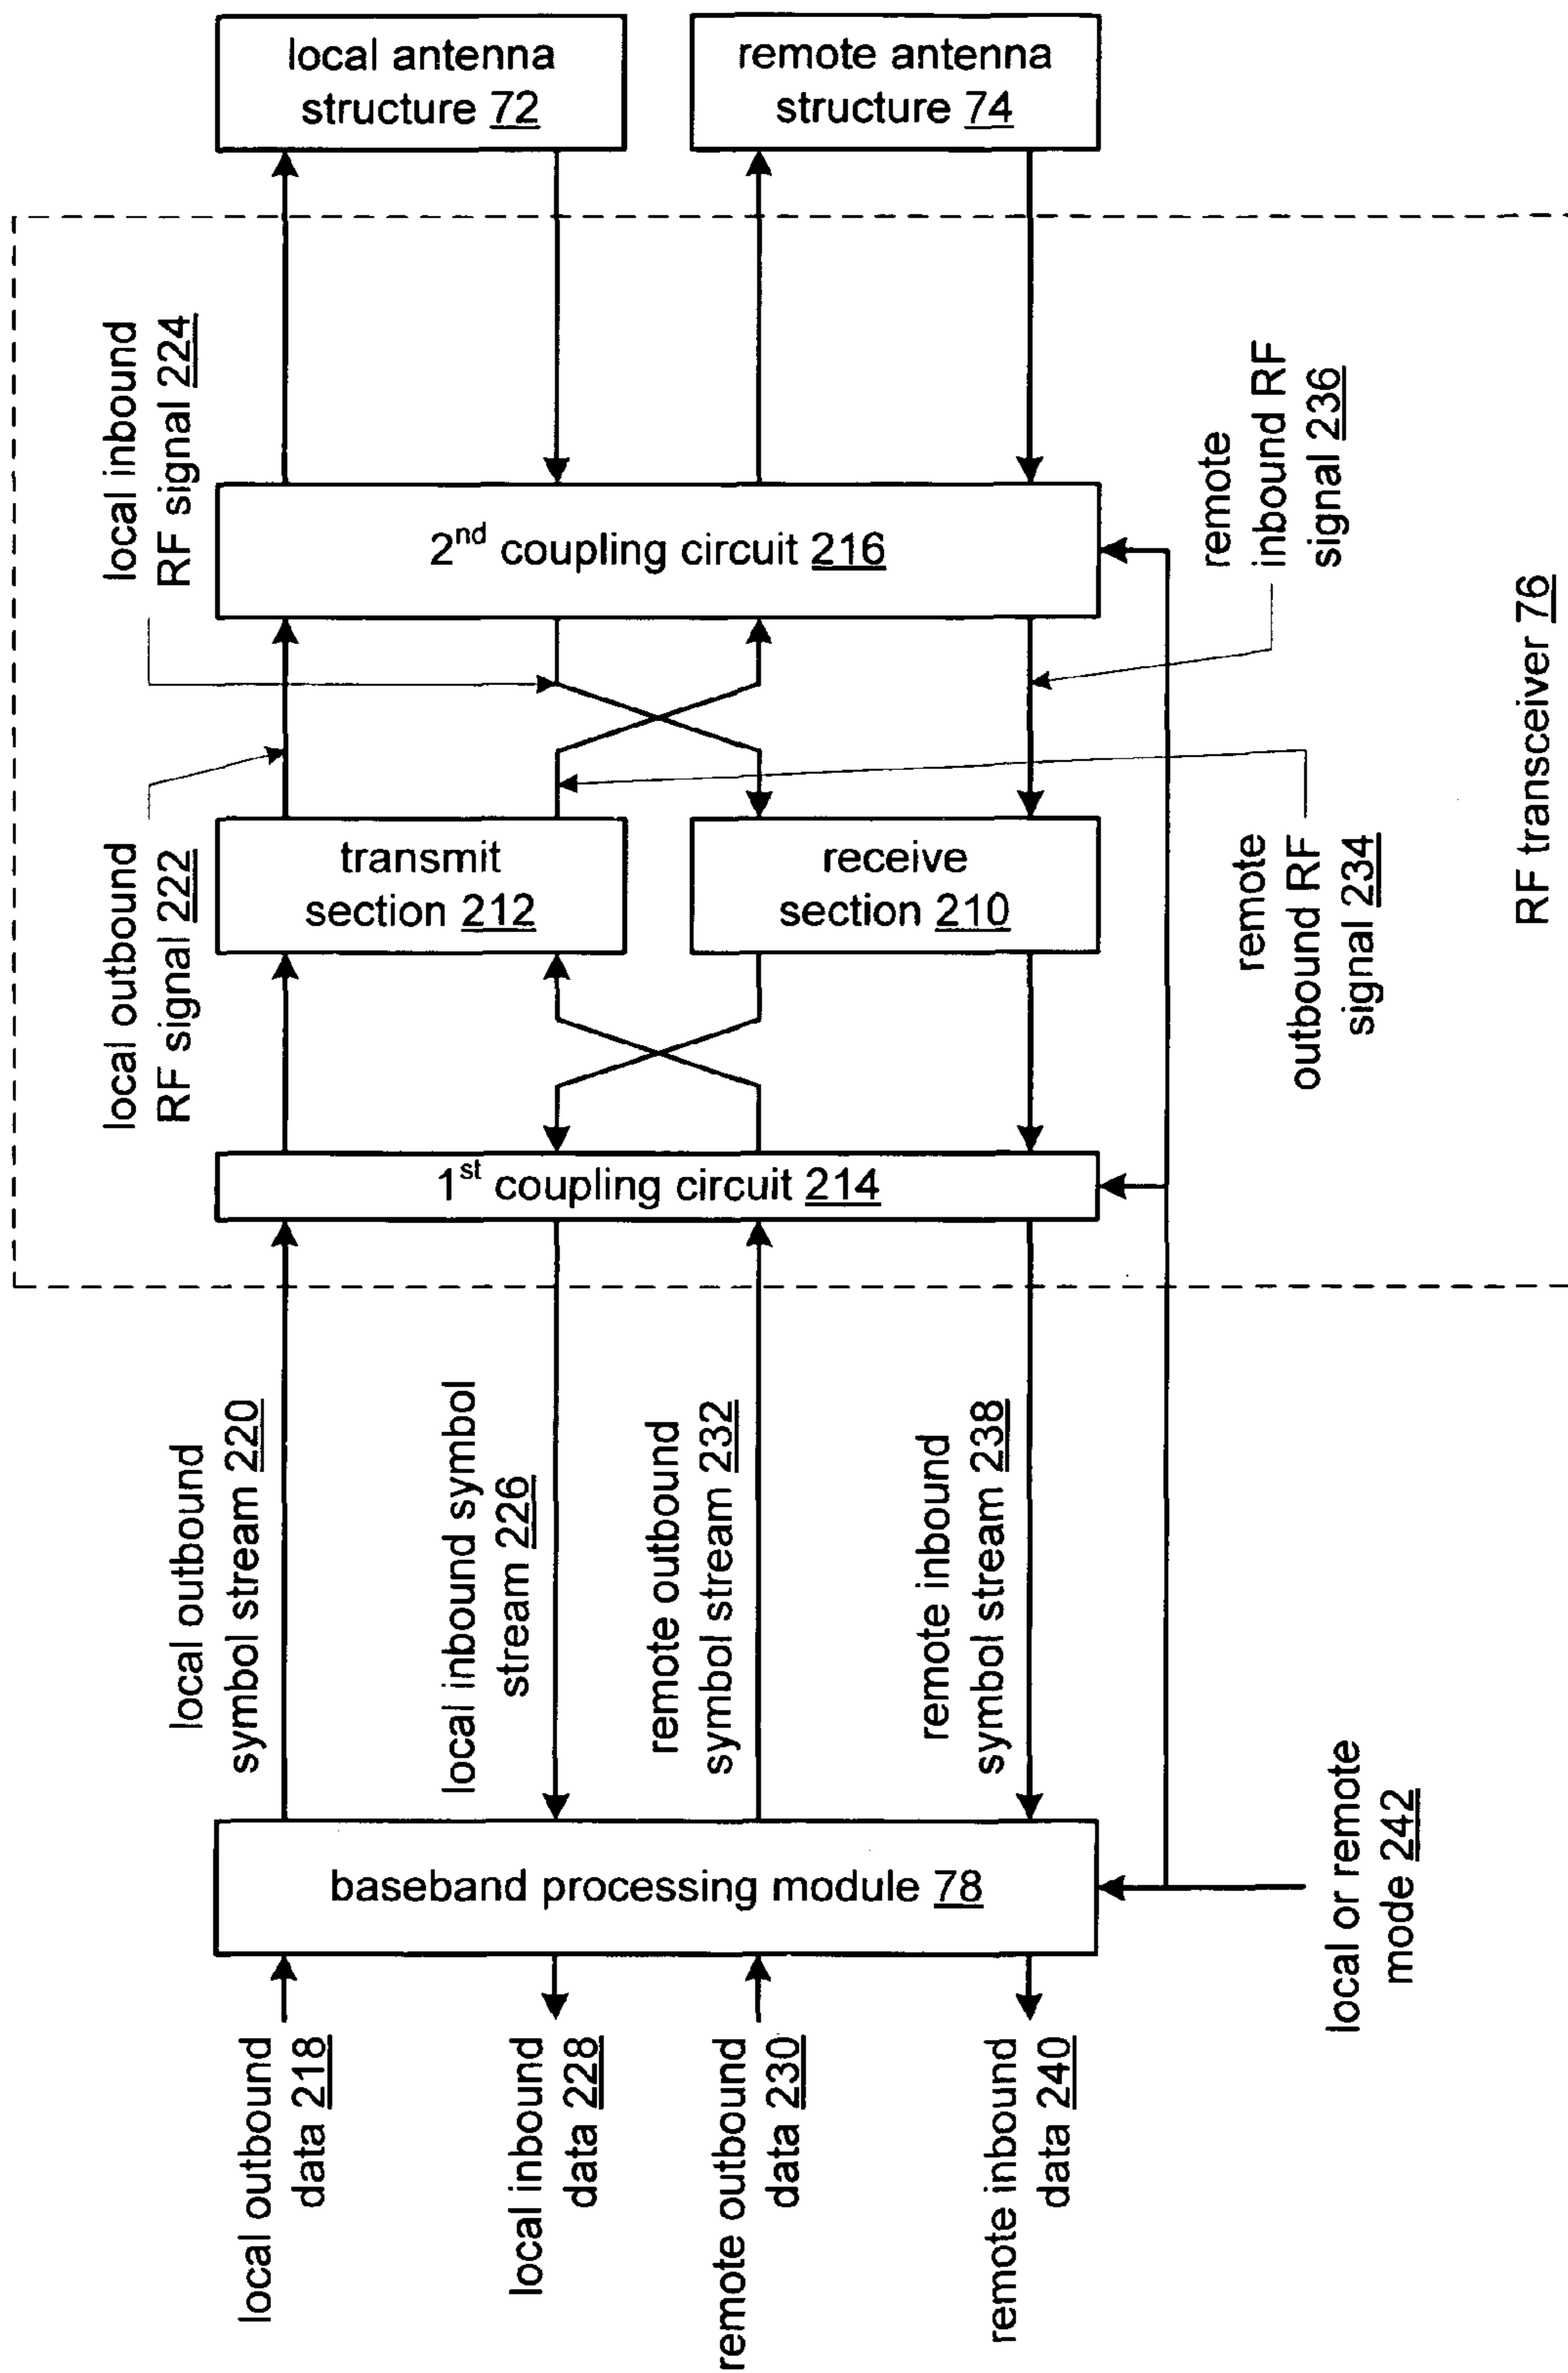 local antenna
structure 72
remote antenna
structure 74
local inbound
RF signal 224
2nd coupling circuit 216
remote
inbound RF
signal 236
local outbound
RF signal 222
transmit
section 212
receive
section 210
remote
outbound RF
signal 234
RF transceiver 76
1st coupling circuit 214
local outbound
symbol stream 220
local inbound symbol
stream 226
remote outbound
symbol stream 232
remote inbound
symbol stream 238
baseband processing module 78
local or remote
mode 242
local outbound
data 218
local inbound
data 228
remote outbound
data 230
remote inbound
data 240